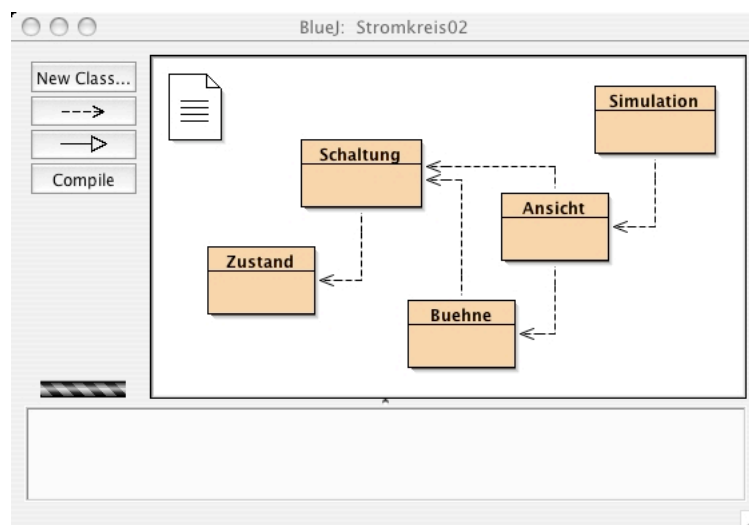 BlueJ: Stromkreis02
New Class...
Compile
Simulation
Schaltung
Ansicht
Zustand
Buehne